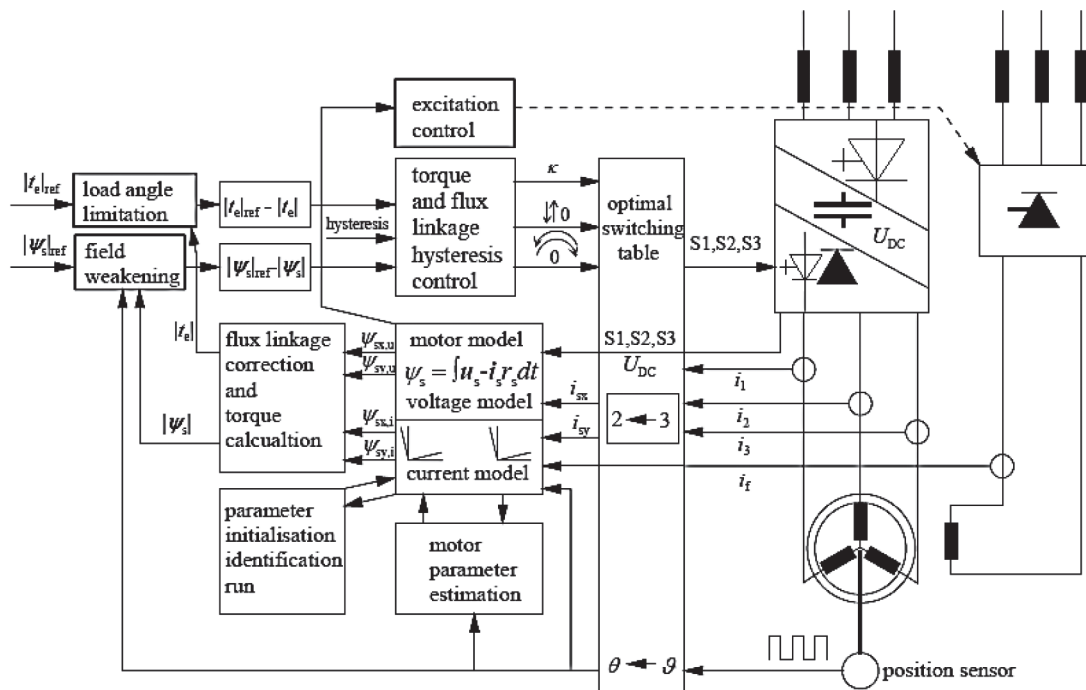 excitation
control
|t_e|_ref
load angle
limitation
|t_e|_ref - |t_e|
hysteresis
torque
and flux
linkage
hysteresis
control
κ
⇃↾0
0
optimal
switching
table
S1,S2,S3
U_DC
|ψ_s|_ref
field
weakening
|ψ_s|_ref-|ψ_s|
|t_e|
flux linkage
correction
and
torque
calcualtion
|ψ_s|
ψ_sx,u
ψ_sy,u
ψ_sx,i
ψ_sy,i
motor model
ψ_s = ∫u_s-i_s r_s dt
voltage model
current model
S1,S2,S3
U_DC
i_sx
i_sy
2 ← 3
i_1
i_2
i_3
i_f
parameter
initialisation
identification
run
motor
parameter
estimation
θ ← ϑ
position sensor